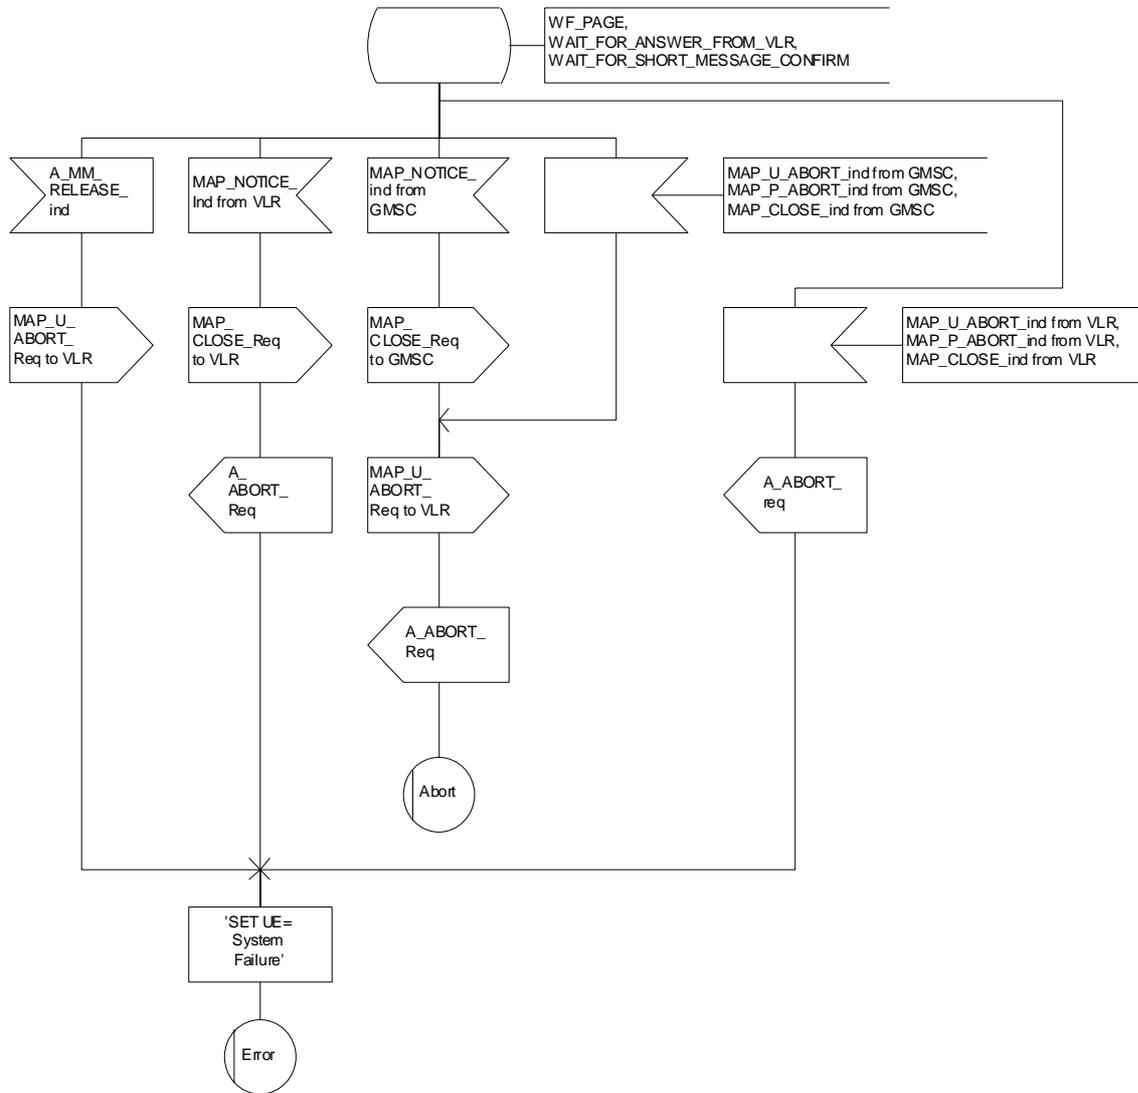 WF_PAGE,
WAIT_FOR_ANSWER_FROM_VLR,
WAIT_FOR_SHORT_MESSAGE_CONFIRM
A_MM_
RELEASE_
ind
MAP_NOTICE_
Ind from VLR
MAP_NOTICE_
ind from
GMSC
MAP_U_ABORT_ind from GMSC,
MAP_P_ABORT_ind from GMSC,
MAP_CLOSE_ind from GMSC
MAP_U_
ABORT_
Req to VLR
MAP_
CLOSE_Req
to VLR
MAP_
CLOSE_Req
to GMSC
MAP_U_ABORT_ind from VLR,
MAP_P_ABORT_ind from VLR,
MAP_CLOSE_ind from VLR
A_
ABORT_
Req
MAP_U_
ABORT_
Req to VLR
A_ABORT_
req
A_ABORT_
Req
Abort
'SET UE=
System
Failure'
Error